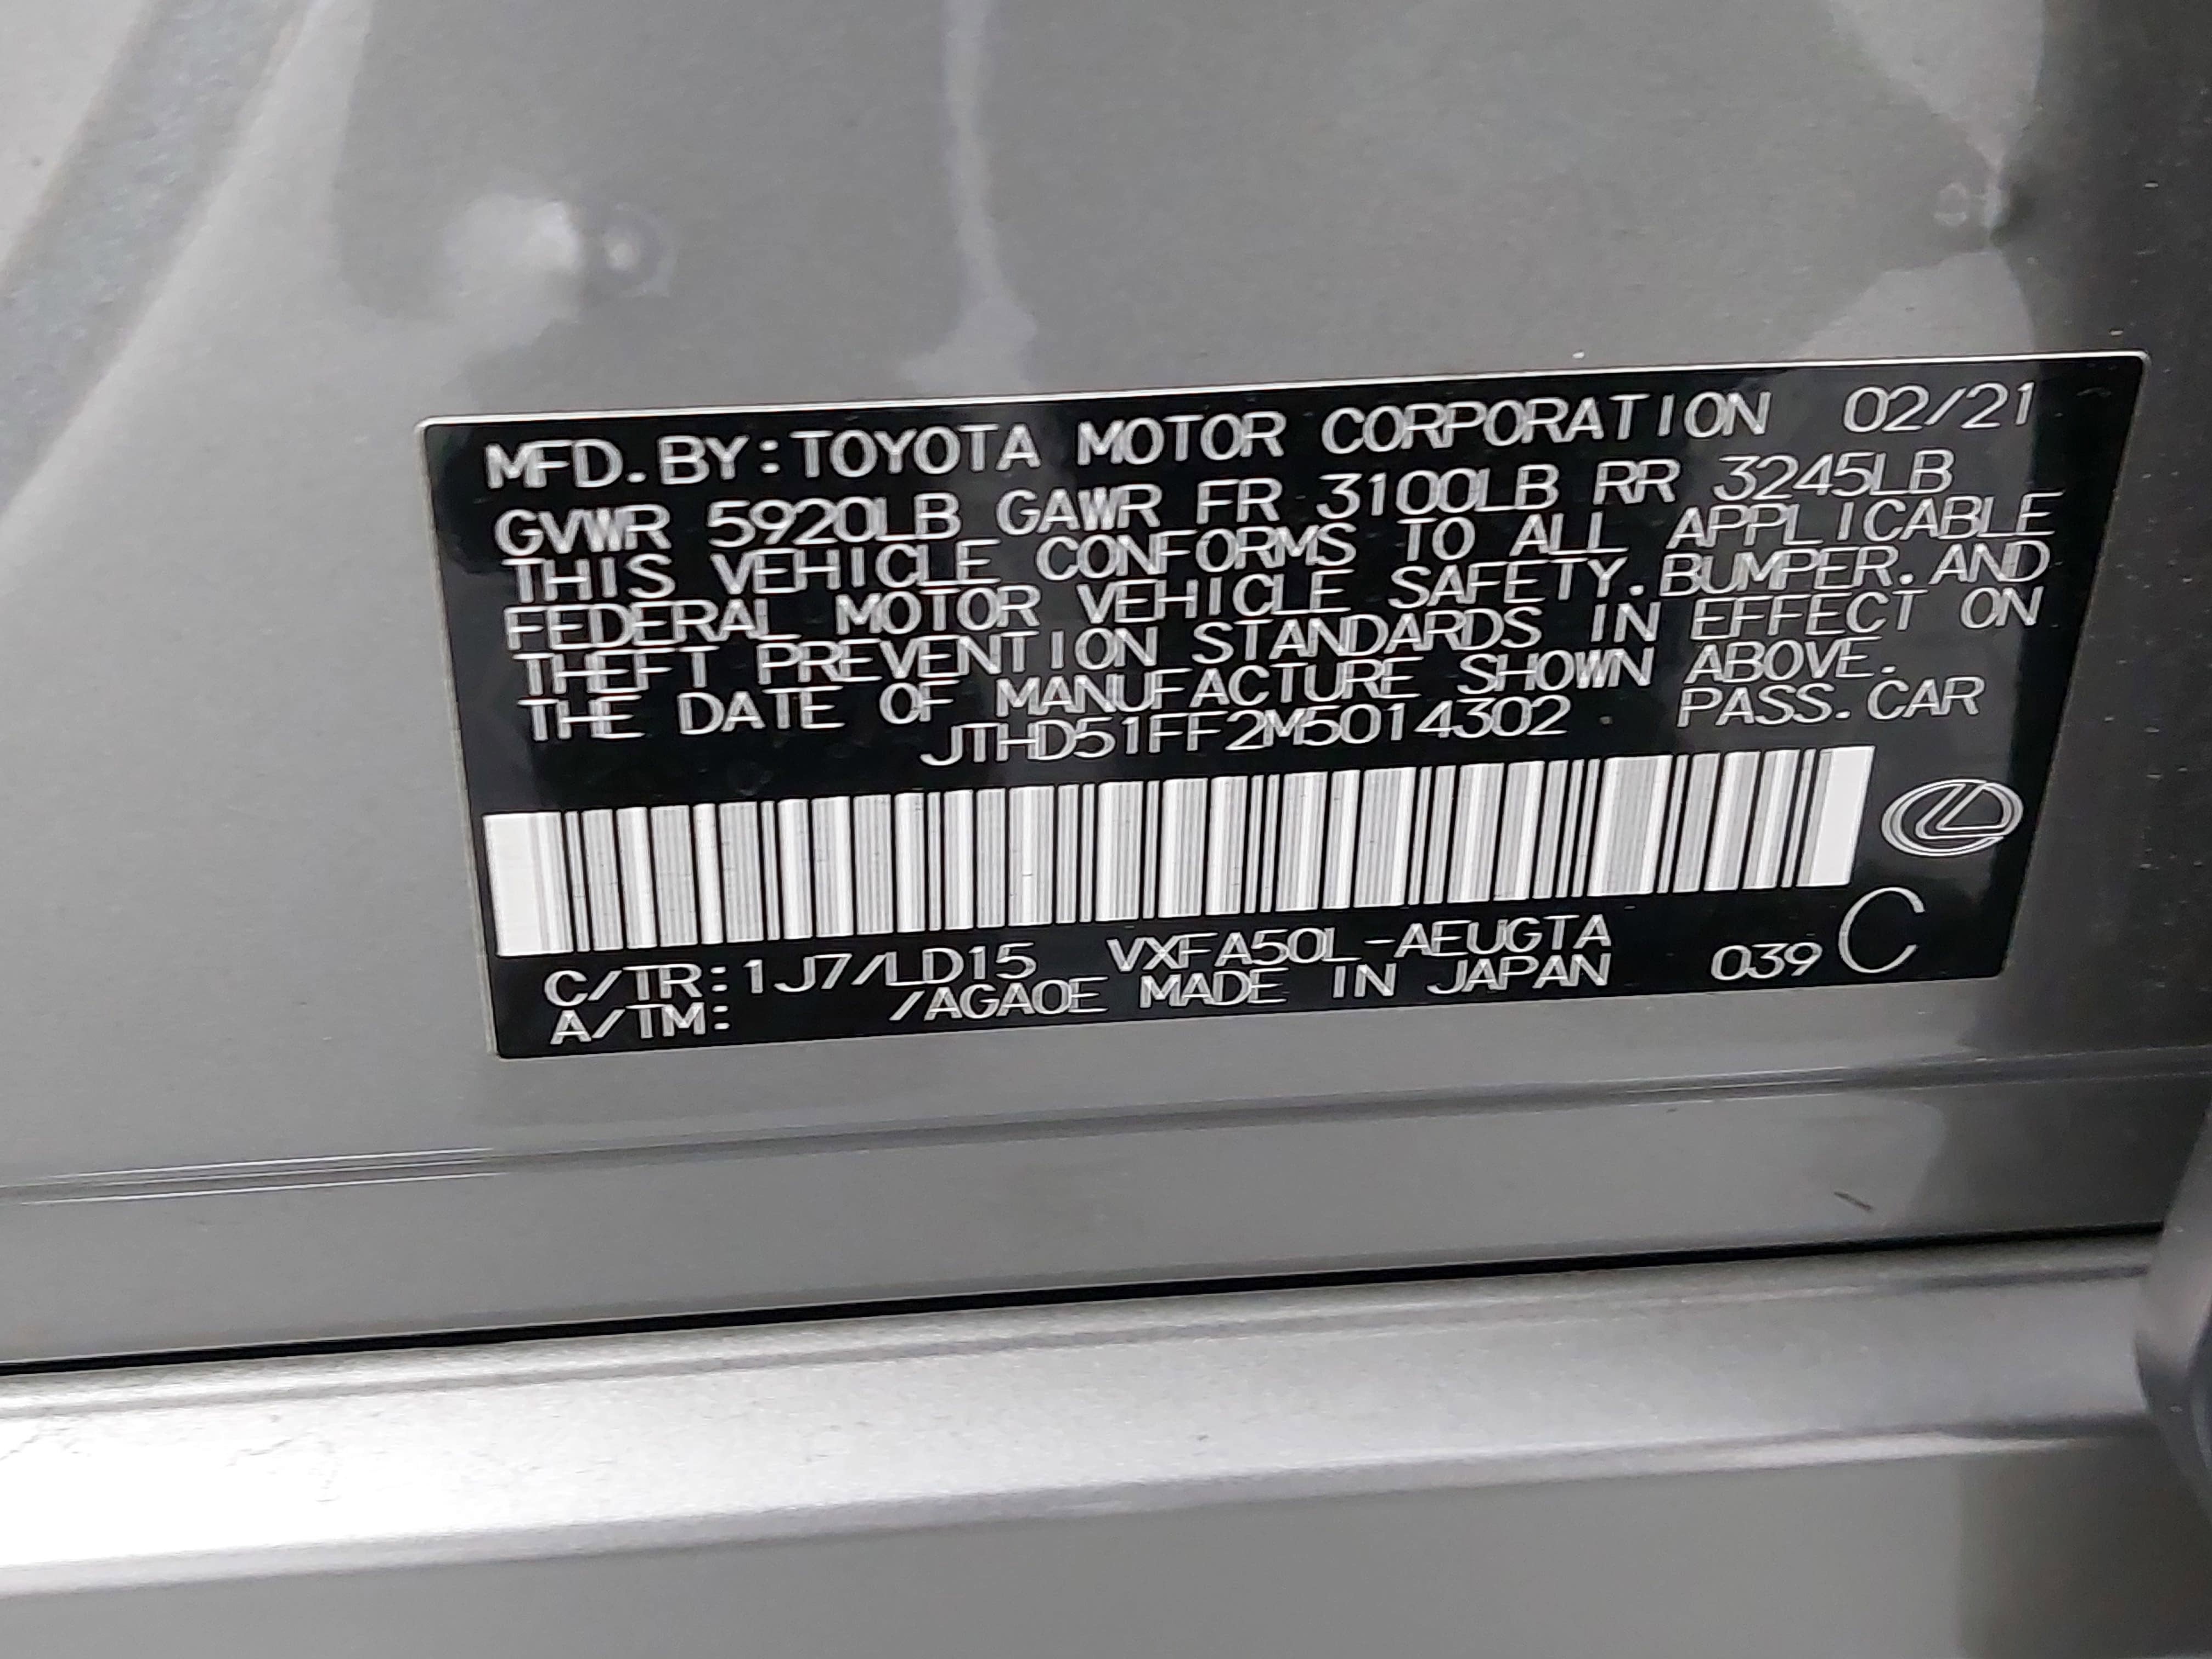 MFD.BY:TOYOTA MOTOR CORPORATION 02/21
GVWR 5920LB GAWR FR 3100LB RR 3245LB
THIS VEHICLE CONFORMS TO ALL APPLICABLE
FEDERAL MOTOR VEHICLE SAFETY.BUMPER.AND
THEFT PREVENTION STANDARDS IN EFFECT ON
THE DATE OF MANUFACTURE SHOWN ABOVE.
JTHD51FF2M5014302 PASS.CAR
C/TR:1J7/LD15 VXFA50L-AEUGTA
A/TM: /AGA0E MADE IN JAPAN 039 C